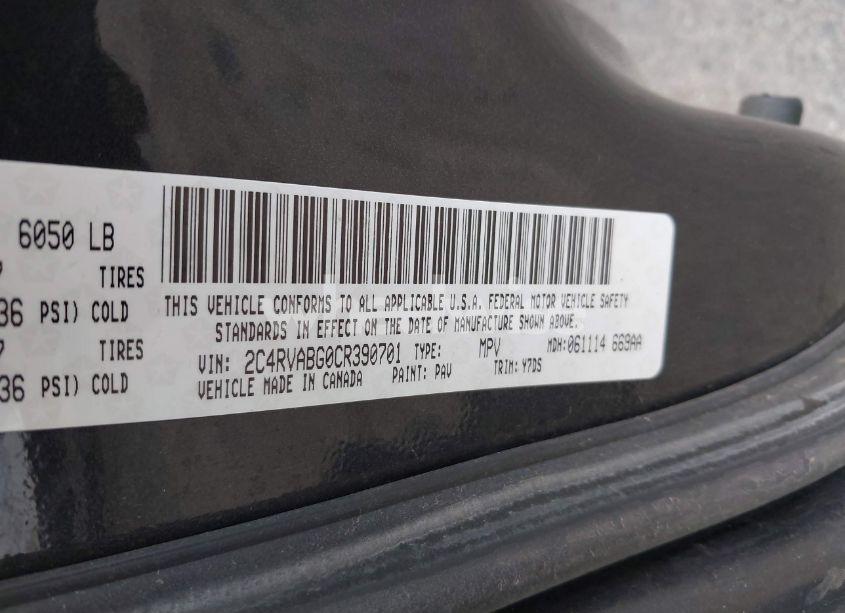 6050 LB
TIRES
36 PSI) COLD
TIRES
36 PSI) COLD
THIS VEHICLE CONFORMS TO ALL APPLICABLE U.S.A. FEDERAL MOTOR VEHICLE SAFETY
STANDARDS IN EFFECT ON THE DATE OF MANUFACTURE SHOWN ABOVE.
VIN: 2C4RVABG0CR390701 TYPE: MPV MDH: 061114 669AA
VEHICLE MADE IN CANADA PAINT: PAV TRIM: Y7DS